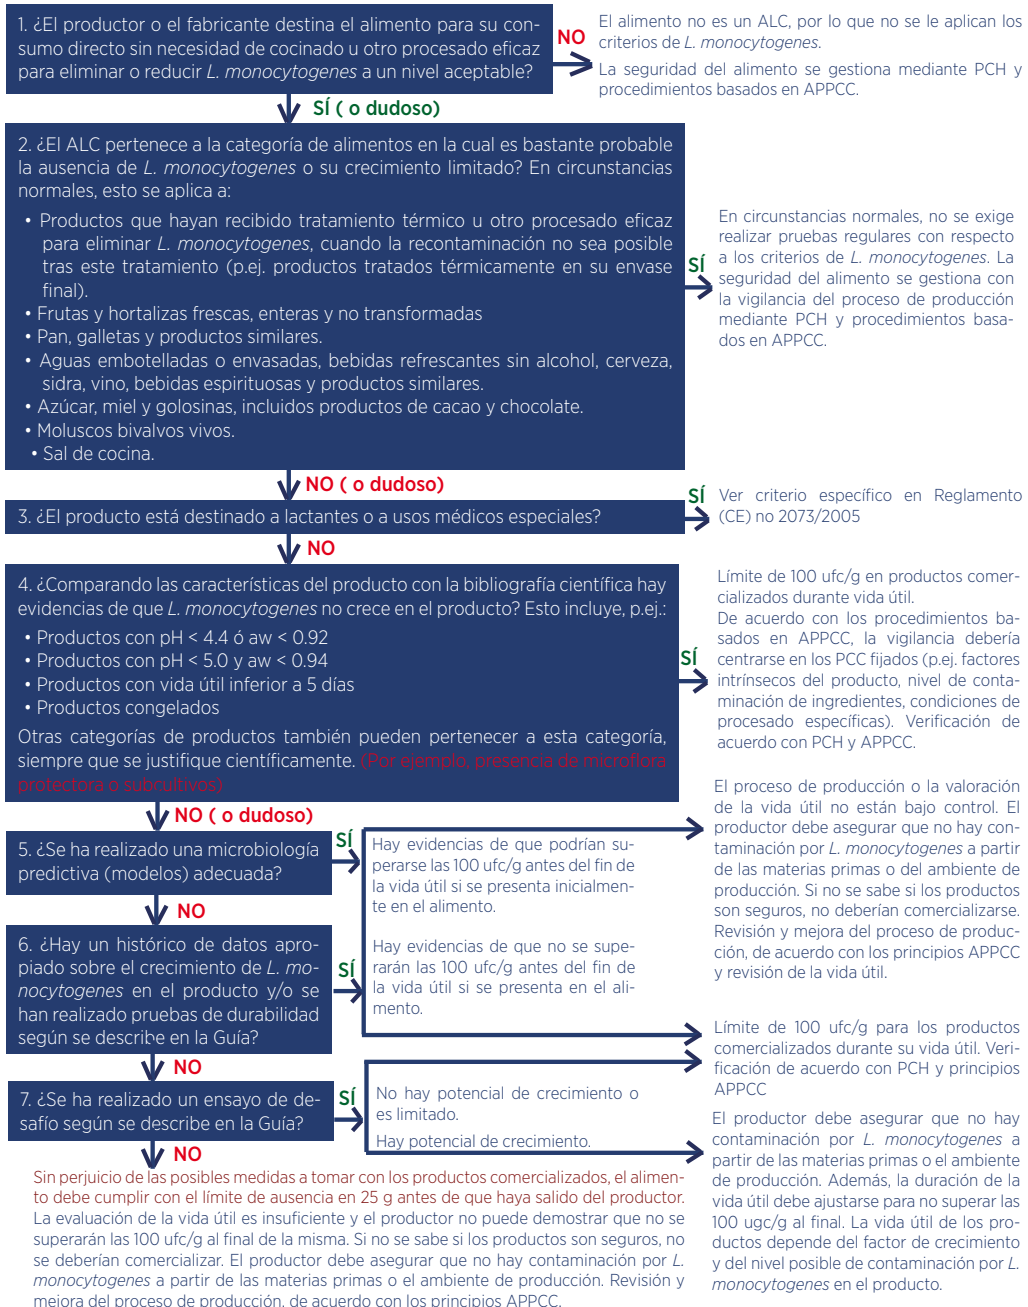 1. ¿El productor o el fabricante destina el alimento para su con-
sumo directo sin necesidad de cocinado u otro procesado eficaz
para eliminar o reducir L. monocytogenes a un nivel aceptable?
NO
El alimento no es un ALC, por lo que no se le aplican los
criterios de L. monocytogenes.
La seguridad del alimento se gestiona mediante PCH y
procedimientos basados en APPCC.
SÍ ( o dudoso)
2. ¿El ALC pertenece a la categoría de alimentos en la cual es bastante probable
la ausencia de L. monocytogenes o su crecimiento limitado? En circunstancias
normales, esto se aplica a:
• Productos que hayan recibido tratamiento térmico u otro procesado eficaz
para eliminar L. monocytogenes, cuando la recontaminación no sea posible
tras este tratamiento (p.ej. productos tratados térmicamente en su envase
final).
• Frutas y hortalizas frescas, enteras y no transformadas
• Pan, galletas y productos similares.
• Aguas embotelladas o envasadas, bebidas refrescantes sin alcohol, cerveza,
sidra, vino, bebidas espirituosas y productos similares.
• Azúcar, miel y golosinas, incluidos productos de cacao y chocolate.
• Moluscos bivalvos vivos.
• Sal de cocina.
SÍ
En circunstancias normales, no se exige
realizar pruebas regulares con respecto
a los criterios de L. monocytogenes. La
seguridad del alimento se gestiona con
la vigilancia del proceso de producción
mediante PCH y procedimientos basa-
dos en APPCC.
NO ( o dudoso)
3. ¿El producto está destinado a lactantes o a usos médicos especiales?
SÍ
Ver criterio específico en Reglamento
(CE) no 2073/2005
NO
4. ¿Comparando las características del producto con la bibliografía científica hay
evidencias de que L. monocytogenes no crece en el producto? Esto incluye, p.ej.:
• Productos con pH < 4.4 ó aw < 0.92
• Productos con pH < 5.0 y aw < 0.94
• Productos con vida útil inferior a 5 días
• Productos congelados
Otras categorías de productos también pueden pertenecer a esta categoría,
siempre que se justifique científicamente. (Por ejemplo, presencia de microflora
protectora o subcultivos)
SÍ
Límite de 100 ufc/g en productos comer-
cializados durante vida útil.
De acuerdo con los procedimientos ba-
sados en APPCC, la vigilancia debería
centrarse en los PCC fijados (p.ej. factores
intrínsecos del producto, nivel de conta-
minación de ingredientes, condiciones de
procesado específicas). Verificación de
acuerdo con PCH y APPCC.
NO ( o dudoso)
5. ¿Se ha realizado una microbiología
predictiva (modelos) adecuada?
SÍ
NO
6. ¿Hay un histórico de datos apro-
piado sobre el crecimiento de L. mo-
nocytogenes en el producto y/o se
han realizado pruebas de durabilidad
según se describe en la Guía?
SÍ
Hay evidencias de que podrían su-
perarse las 100 ufc/g antes del fin de
la vida útil si se presenta inicialmen-
te en el alimento.
Hay evidencias de que no se supe-
rarán las 100 ufc/g antes del fin de
la vida útil si se presenta en el ali-
mento.
El proceso de producción o la valoración
de la vida útil no están bajo control. El
productor debe asegurar que no hay con-
taminación por L. monocytogenes a partir
de las materias primas o del ambiente de
producción. Si no se sabe si los productos
son seguros, no deberían comercializarse.
Revisión y mejora del proceso de produc-
ción, de acuerdo con los principios APPCC
y revisión de la vida útil.
Límite de 100 ufc/g para los productos
comercializados durante su vida útil. Veri-
ficación de acuerdo con PCH y principios
APPCC
NO
7. ¿Se ha realizado un ensayo de de-
safío según se describe en la Guía?
SÍ
No hay potencial de crecimiento o
es limitado.
Hay potencial de crecimiento.
El productor debe asegurar que no hay
contaminación por L. monocytogenes a
partir de las materias primas o el ambiente
de producción. Además, la duración de la
vida útil debe ajustarse para no superar las
100 ugc/g al final. La vida útil de los pro-
ductos depende del factor de crecimiento
y del nivel posible de contaminación por L.
monocytogenes en el producto.
NO
Sin perjuicio de las posibles medidas a tomar con los productos comercializados, el alimen-
to debe cumplir con el límite de ausencia en 25 g antes de que haya salido del productor.
La evaluación de la vida útil es insuficiente y el productor no puede demostrar que no se
superarán las 100 ufc/g al final de la misma. Si no se sabe si los productos son seguros, no
se deberían comercializar. El productor debe asegurar que no hay contaminación por L.
monocytogenes a partir de las materias primas o el ambiente de producción. Revisión y
mejora del proceso de producción, de acuerdo con los principios APPCC.